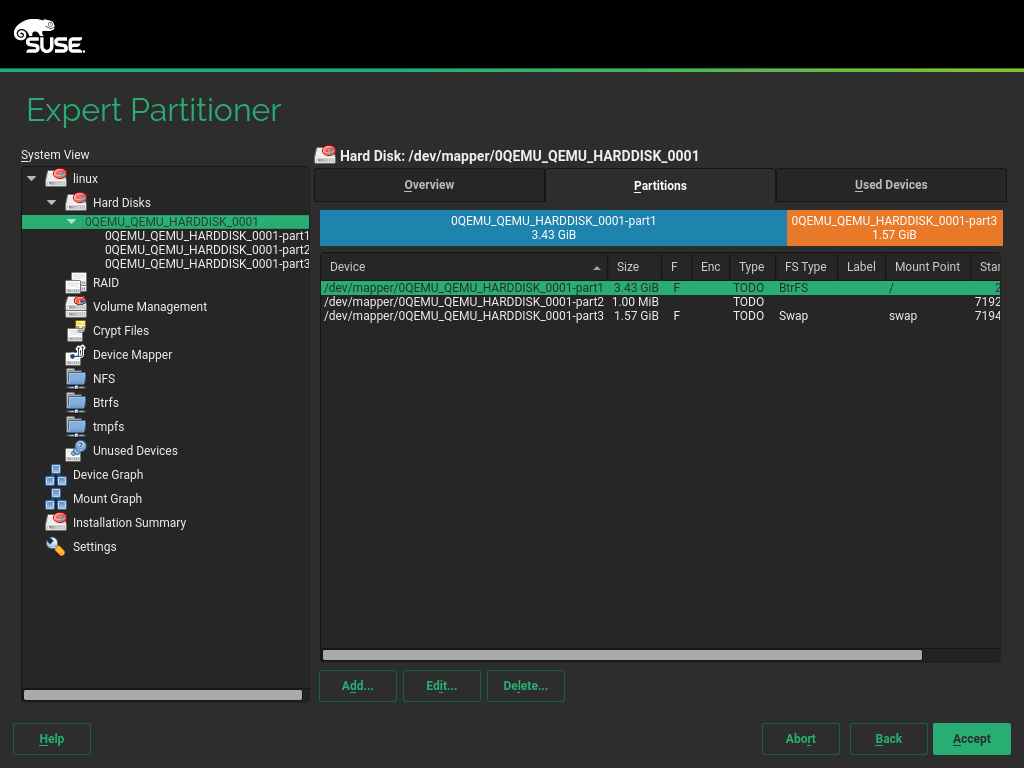 SUSE
Expert Partitioner
System View
linux
Hard Disks
0QEMU_QEMU_HARDDISK_0001
0QEMU_QEMU_HARDDISK_0001-part1
0QEMU_QEMU_HARDDISK_0001-part2
0QEMU_QEMU_HARDDISK_0001-part3
RAID
Volume Management
Crypt Files
Device Mapper
NFS
Btrfs
tmpfs
Unused Devices
Device Graph
Mount Graph
Installation Summary
Settings
Hard Disk: /dev/mapper/0QEMU_QEMU_HARDDISK_0001
Overview Partitions Used Devices
0QEMU_QEMU_HARDDISK_0001-part1 0QEMU_QEMU_HARDDISK_0001-part3
3.43 GiB 1.57 GiB
Device Size F Enc Type FS Type Label Mount Point Star
/dev/mapper/0QEMU_QEMU_HARDDISK_0001-part1 3.43 GiB F TODO BtrFS / 2
/dev/mapper/0QEMU_QEMU_HARDDISK_0001-part2 1.00 MiB TODO 7192
/dev/mapper/0QEMU_QEMU_HARDDISK_0001-part3 1.57 GiB F TODO Swap swap 7194
Add... Edit... Delete...
Help Abort Back Accept